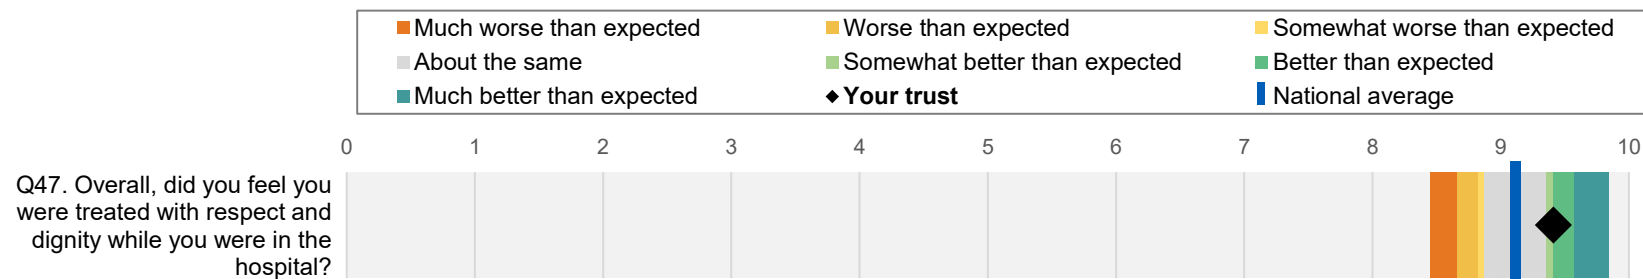 Much worse than expected
Worse than expected
Somewhat worse than expected
About the same
Somewhat better than expected
Better than expected
Much better than expected
Your trust
National average
0 1 2 3 4 5 6 7 8 9 10
Q47. Overall, did you feel you
were treated with respect and
dignity while you were in the
hospital?